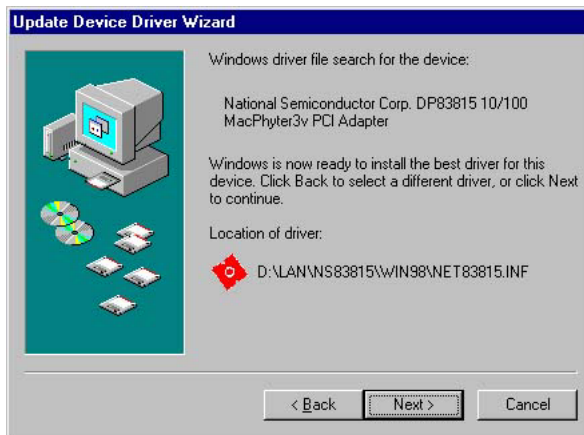 Update Device Driver Wizard
Windows driver file search for the device:
National Semiconductor Corp. DP83815 10/100
MacPhyter3v PCI Adapter
Windows is now ready to install the best driver for this
device. Click Back to select a different driver, or click Next
to continue.
Location of driver:
D:\LAN\NS83815\WIN98\NET83815.INF
< Back
Next >
Cancel